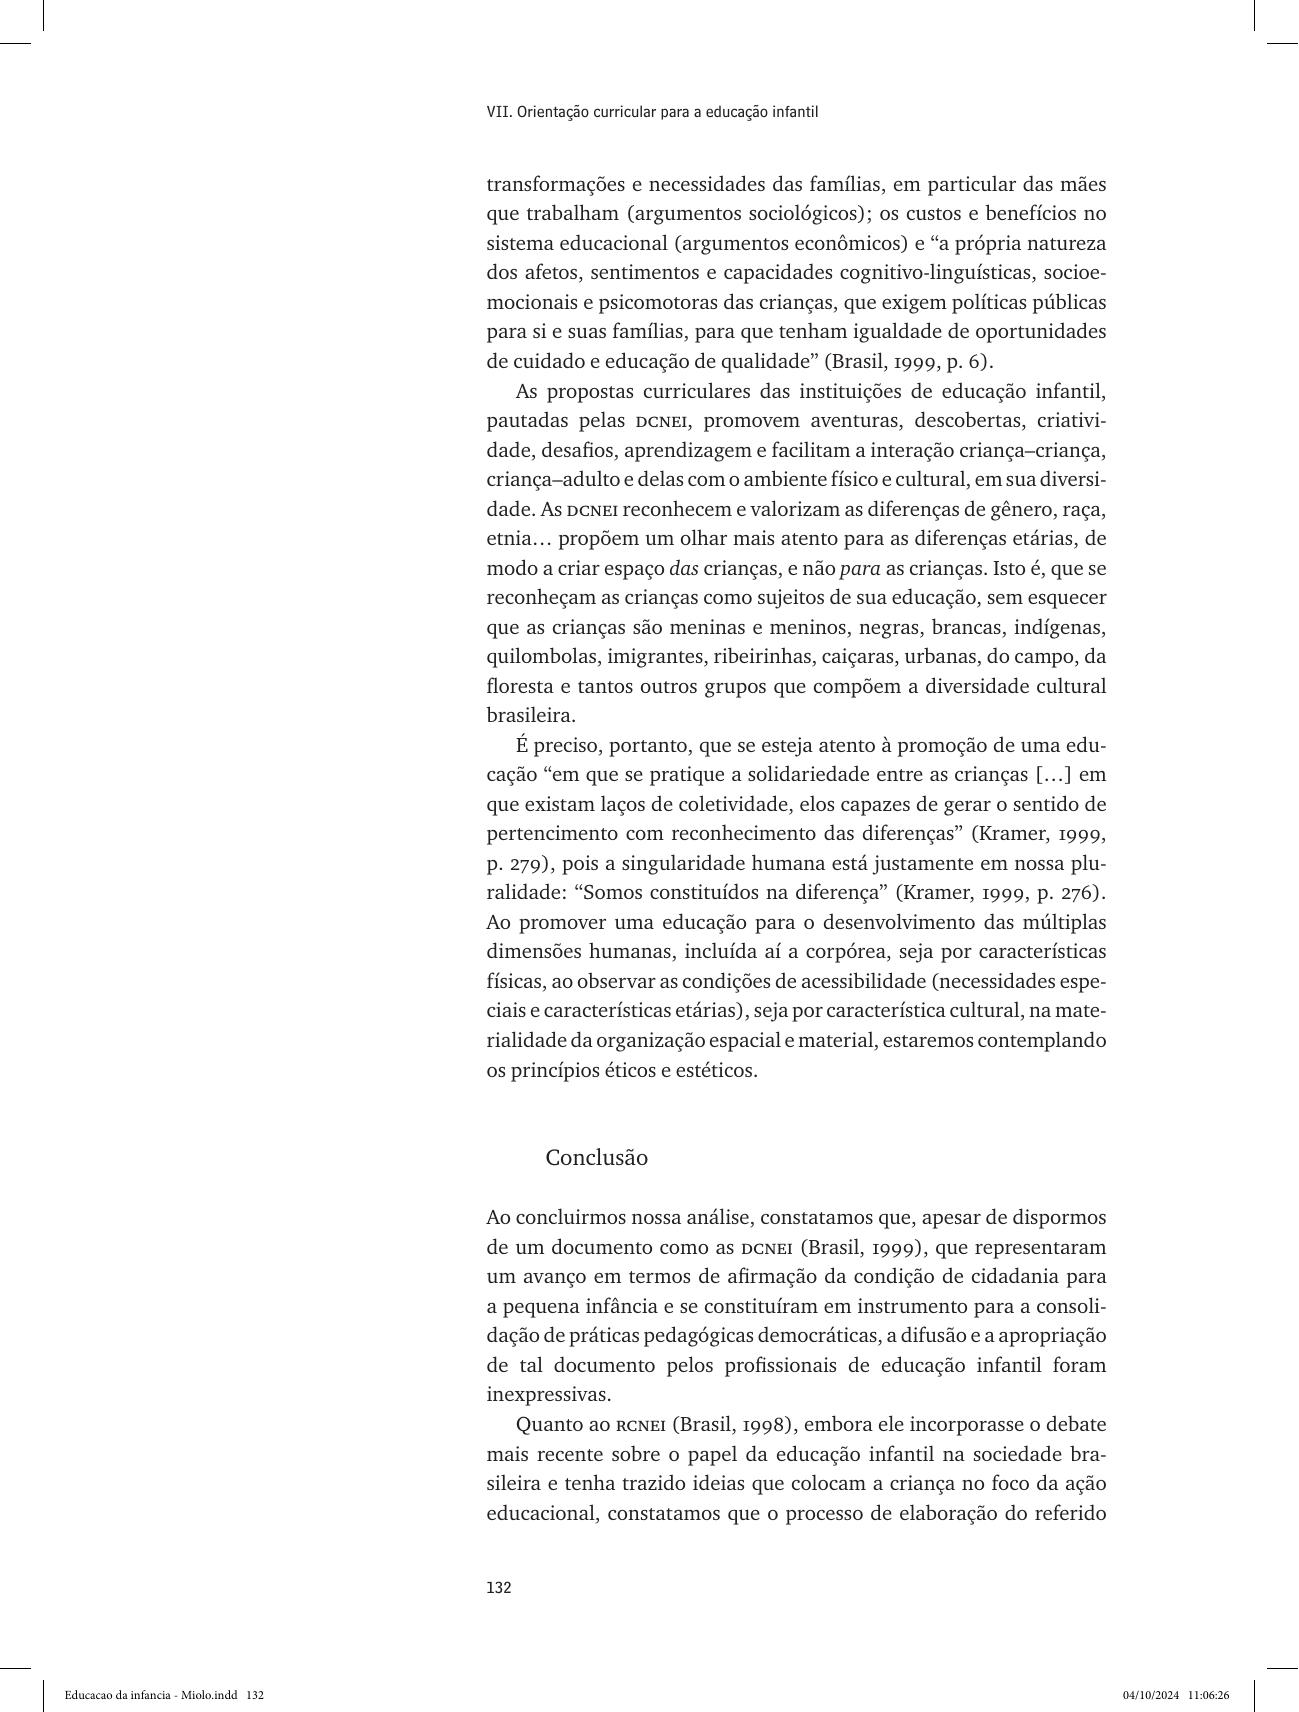 VII. Orientação curricular para a educação infantil
transformações e necessidades das famílias, em particular das mães
que trabalham (argumentos sociológicos); os custos e benefícios no
sistema educacional (argumentos econômicos) e “a própria natureza
dos afetos, sentimentos e capacidades cognitivo-linguísticas, socioe-
mocionais e psicomotoras das crianças, que exigem políticas públicas
para si e suas famílias, para que tenham igualdade de oportunidades
de cuidado e educação de qualidade” (Brasil, 1999, p. 6).
As propostas curriculares das instituições de educação infantil,
pautadas pelas DCNEI, promovem aventuras, descobertas, criativi-
dade, desafios, aprendizagem e facilitam a interação criança–criança,
criança–adulto e delas com o ambiente físico e cultural, em sua diversi-
dade. As DCNEI reconhecem e valorizam as diferenças de gênero, raça,
etnia… propõem um olhar mais atento para as diferenças etárias, de
modo a criar espaço das crianças, e não para as crianças. Isto é, que se
reconheçam as crianças como sujeitos de sua educação, sem esquecer
que as crianças são meninas e meninos, negras, brancas, indígenas,
quilombolas, imigrantes, ribeirinhas, caiçaras, urbanas, do campo, da
floresta e tantos outros grupos que compõem a diversidade cultural
brasileira.
É preciso, portanto, que se esteja atento à promoção de uma edu-
cação “em que se pratique a solidariedade entre as crianças […] em
que existam laços de coletividade, elos capazes de gerar o sentido de
pertencimento com reconhecimento das diferenças” (Kramer, 1999,
p. 279), pois a singularidade humana está justamente em nossa plu-
ralidade: “Somos constituídos na diferença” (Kramer, 1999, p. 276).
Ao promover uma educação para o desenvolvimento das múltiplas
dimensões humanas, incluída aí a corpórea, seja por características
físicas, ao observar as condições de acessibilidade (necessidades espe-
ciais e características etárias), seja por característica cultural, na mate-
rialidade da organização espacial e material, estaremos contemplando
os princípios éticos e estéticos.
Conclusão
Ao concluirmos nossa análise, constatamos que, apesar de dispormos
de um documento como as DCNEI (Brasil, 1999), que representaram
um avanço em termos de afirmação da condição de cidadania para
a pequena infância e se constituíram em instrumento para a consoli-
dação de práticas pedagógicas democráticas, a difusão e a apropriação
de tal documento pelos profissionais de educação infantil foram
inexpressivas.
Quanto ao RCNEI (Brasil, 1998), embora ele incorporasse o debate
mais recente sobre o papel da educação infantil na sociedade bra-
sileira e tenha trazido ideias que colocam a criança no foco da ação
educacional, constatamos que o processo de elaboração do referido
132
Educacao da infancia - Miolo.indd 132
04/10/2024 11:06:26